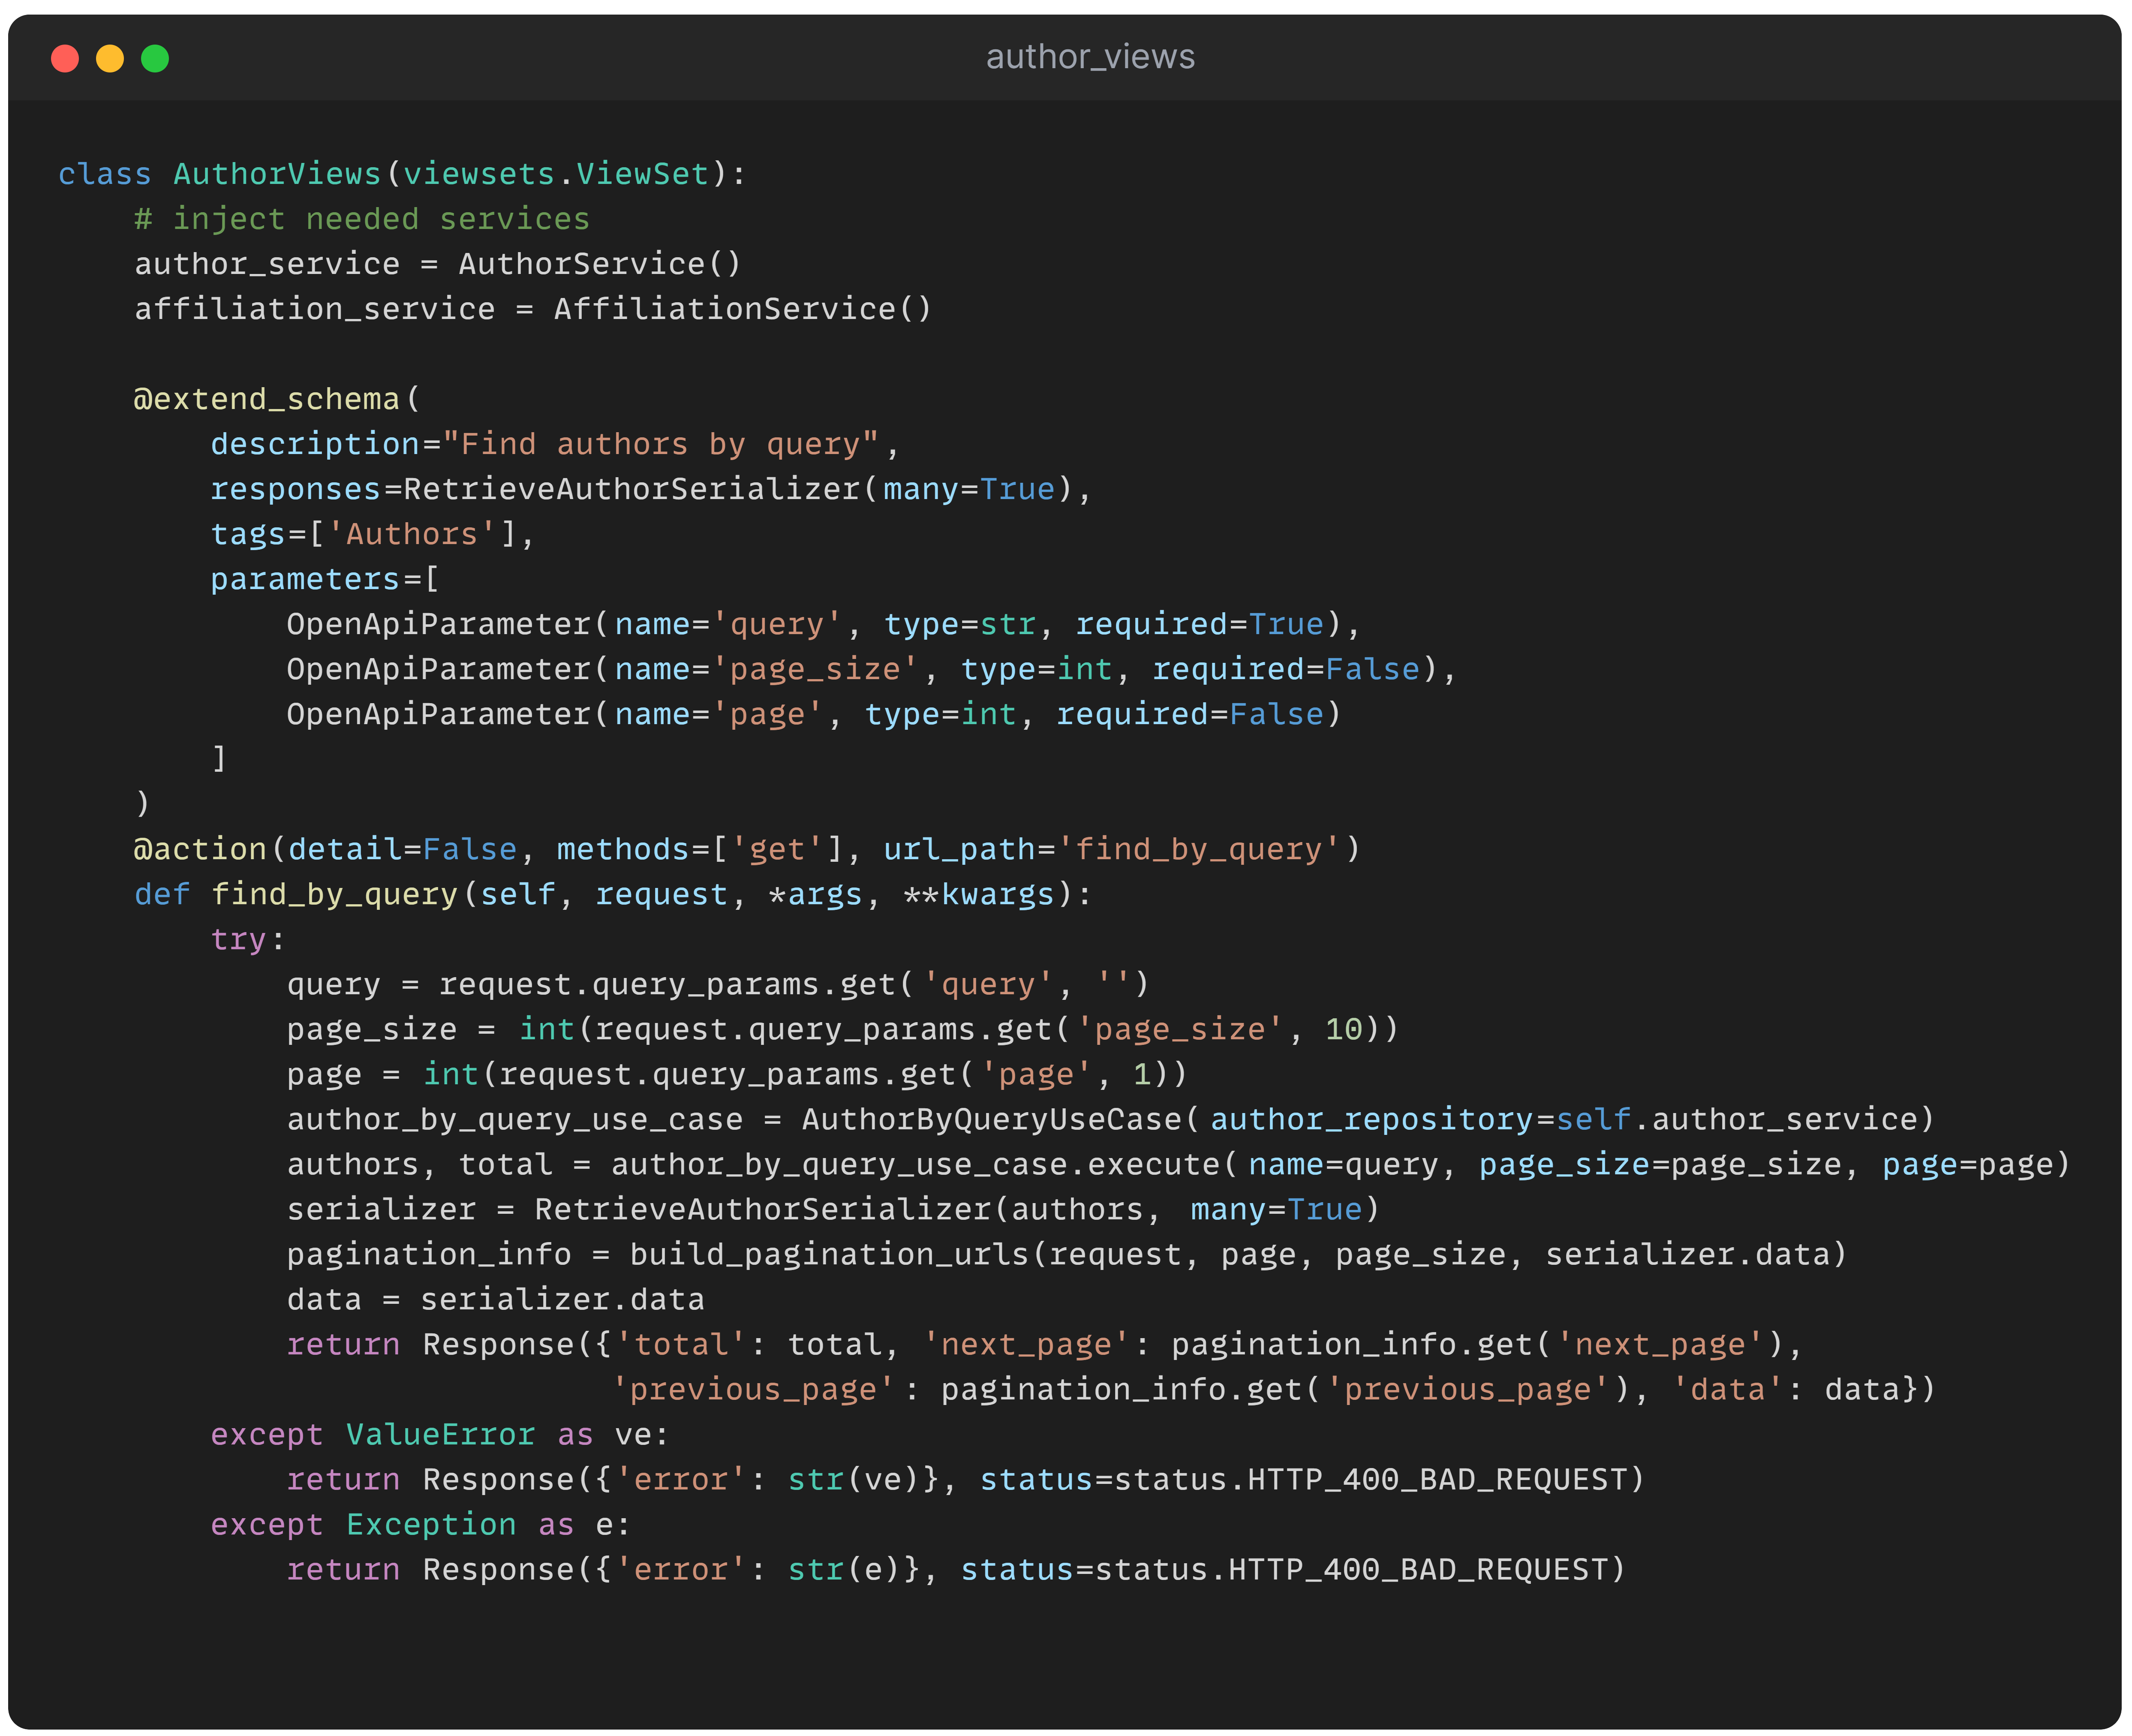 author_views
class AuthorViews(viewsets.ViewSet):
    # inject needed services
    author_service = AuthorService()
    affiliation_service = AffiliationService()

    @extend_schema(
        description="Find authors by query",
        responses=RetrieveAuthorSerializer(many=True),
        tags=['Authors'],
        parameters=[
            OpenApiParameter(name='query', type=str, required=True),
            OpenApiParameter(name='page_size', type=int, required=False),
            OpenApiParameter(name='page', type=int, required=False)
        ]
    )
    @action(detail=False, methods=['get'], url_path='find_by_query')
    def find_by_query(self, request, *args, **kwargs):
        try:
            query = request.query_params.get('query', '')
            page_size = int(request.query_params.get('page_size', 10))
            page = int(request.query_params.get('page', 1))
            author_by_query_use_case = AuthorByQueryUseCase(author_repository=self.author_service)
            authors, total = author_by_query_use_case.execute(name=query, page_size=page_size, page=page)
            serializer = RetrieveAuthorSerializer(authors, many=True)
            pagination_info = build_pagination_urls(request, page, page_size, serializer.data)
            data = serializer.data
            return Response({'total': total, 'next_page': pagination_info.get('next_page'),
                             'previous_page': pagination_info.get('previous_page'), 'data': data})
        except ValueError as ve:
            return Response({'error': str(ve)}, status=status.HTTP_400_BAD_REQUEST)
        except Exception as e:
            return Response({'error': str(e)}, status=status.HTTP_400_BAD_REQUEST)